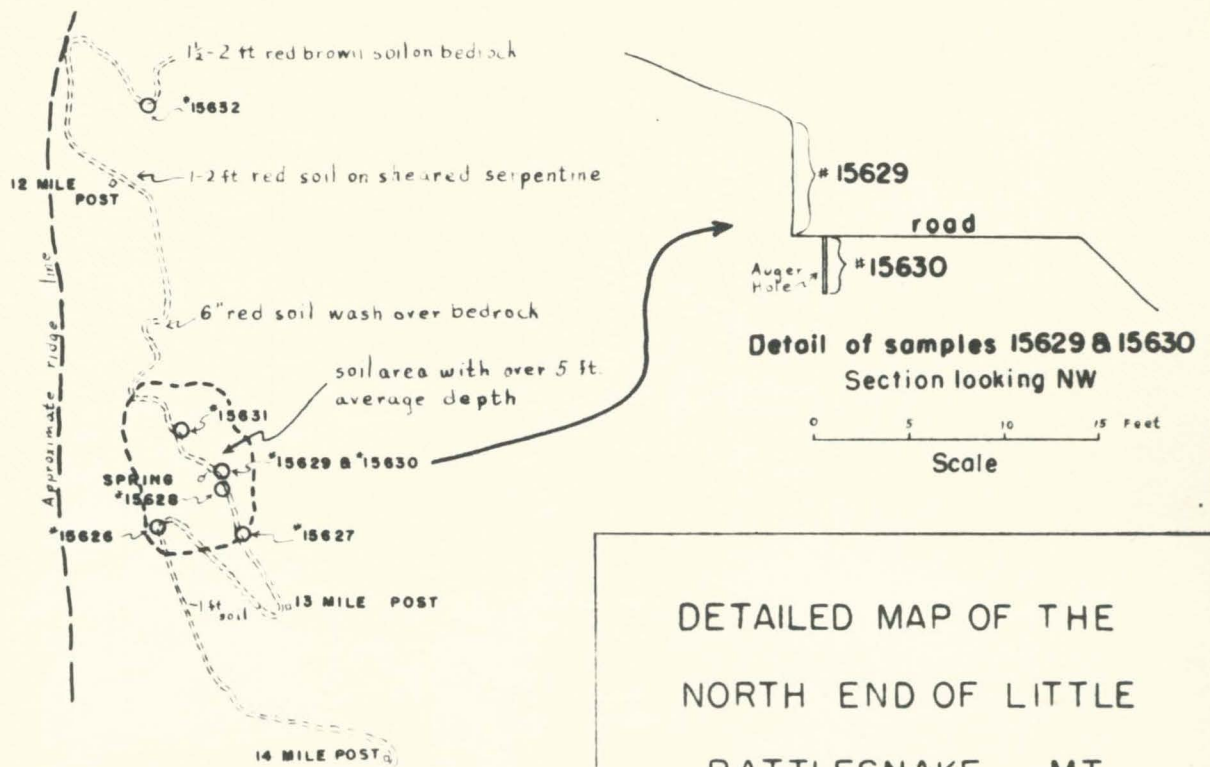 1½-2 ft red brown soil on bedrock
#15632
12 MILE
POST
1-2 ft red soil on sheared serpentine
Approximate ridge line
6" red soil wash over bedrock
soil area with over 5 ft.
average depth
#15631
#15629 & #15630
SPRING
#15628
#15626
#15627
~1 ft
soil
13 MILE POST
14 MILE POST
#15629
road
Auger
Hole
#15630
Detail of samples 15629 & 15630
Section looking NW
0 5 10 15 Feet
Scale
DETAILED MAP OF THE
NORTH END OF LITTLE
RATTLESNAKE MT.